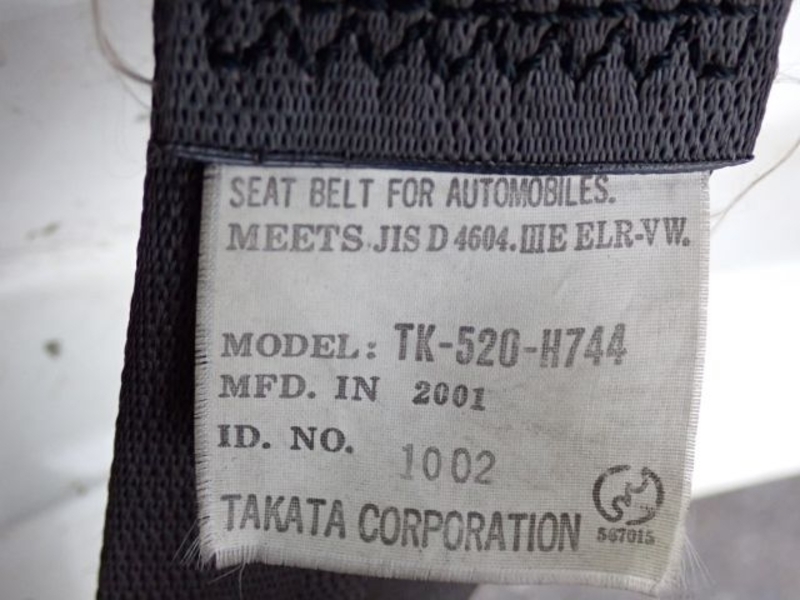 SEAT BELT FOR AUTOMOBILES.
MEETS JIS D 4604. ⅢE ELR-VW.
MODEL: TK-520-H744
MFD. IN 2001
ID. NO. 1002
TAKATA CORPORATION
567015